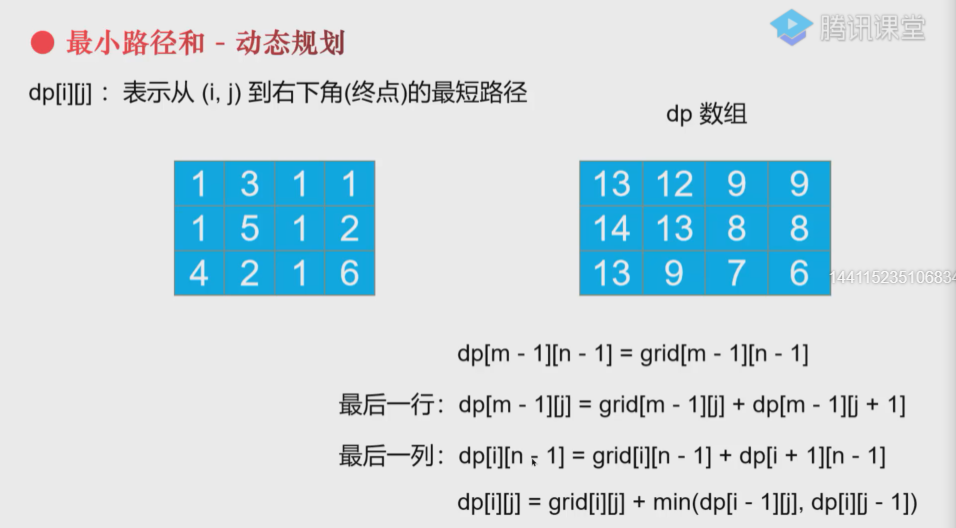 最小路径和 - 动态规划
腾讯课堂
dp[i][j] ：表示从 (i, j) 到右下角(终点)的最短路径
dp 数组
1 3 1 1
1 5 1 2
4 2 1 6
13 12 9 9
14 13 8 8
13 9 7 6
144115235106834
dp[m - 1][n - 1] = grid[m - 1][n - 1]
最后一行：dp[m - 1][j] = grid[m - 1][j] + dp[m - 1][j + 1]
最后一列：dp[i][n - 1] = grid[i][n - 1] + dp[i + 1][n - 1]
dp[i][j] = grid[i][j] + min(dp[i - 1][j], dp[i][j - 1])